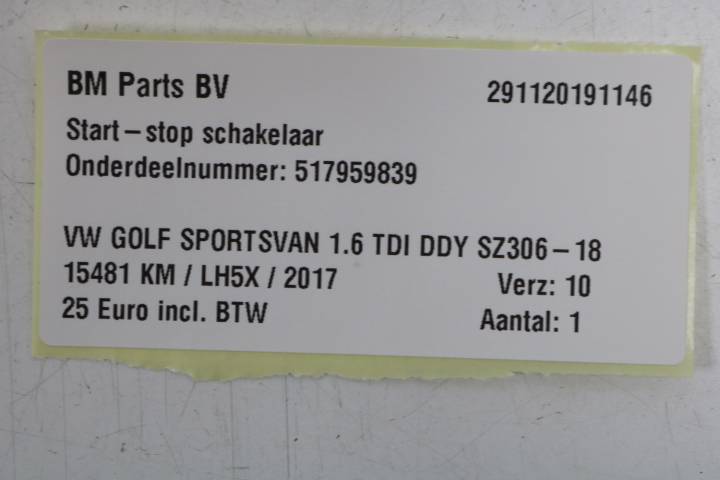 BM Parts BV 291120191146
Start-stop schakelaar
Onderdeelnummer: 517959839
VW GOLF SPORTSVAN 1.6 TDI DDY SZ306-18
15481 KM / LH5X / 2017 Verz: 10
25 Euro incl. BTW Aantal: 1